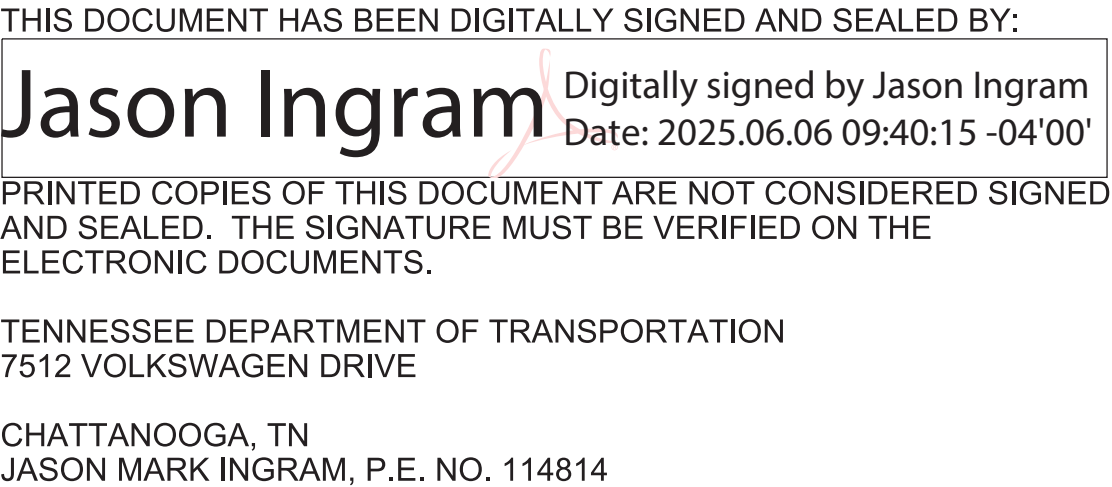 THIS DOCUMENT HAS BEEN DIGITALLY SIGNED AND SEALED BY:
Jason Ingram
Digitally signed by Jason Ingram
Date: 2025.06.06 09:40:15 -04'00'
PRINTED COPIES OF THIS DOCUMENT ARE NOT CONSIDERED SIGNED
AND SEALED.  THE SIGNATURE MUST BE VERIFIED ON THE
ELECTRONIC DOCUMENTS.
TENNESSEE DEPARTMENT OF TRANSPORTATION
7512 VOLKSWAGEN DRIVE
CHATTANOOGA, TN
JASON MARK INGRAM, P.E. NO. 114814